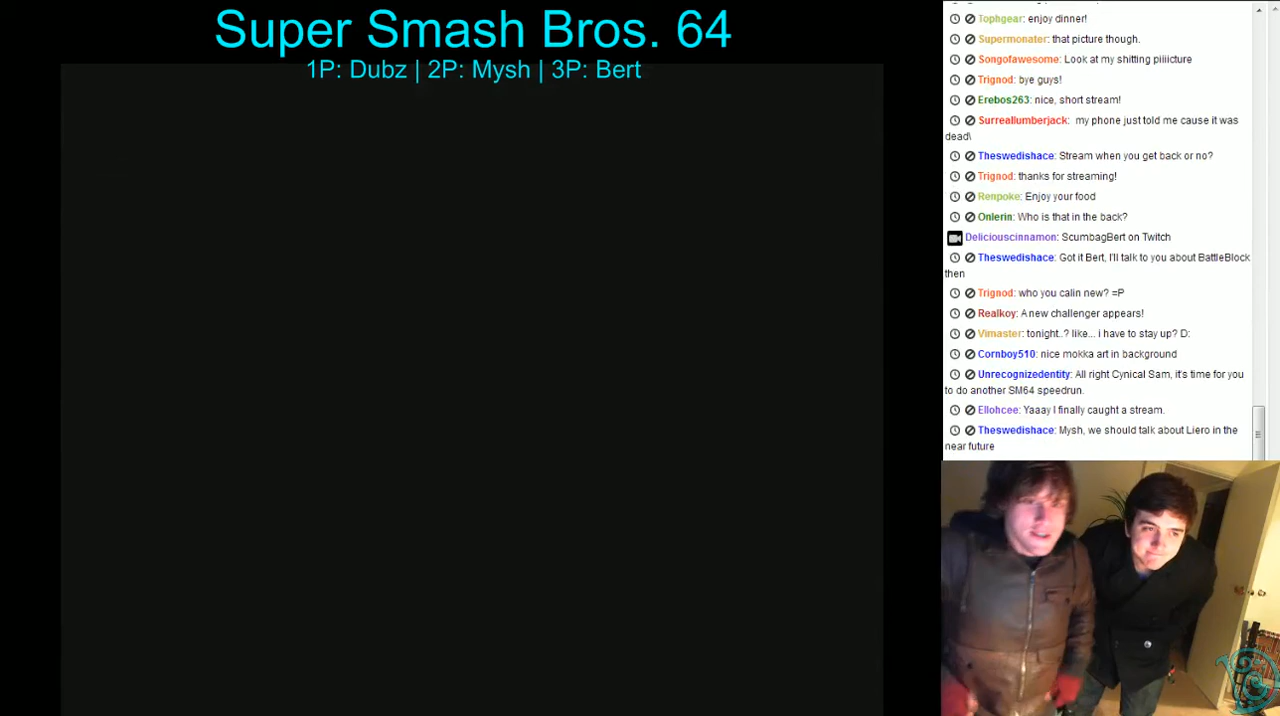 Super Smash Bros. 64
1P: Dubz | 2P: Mysh | 3P: Bert
Tophgear: enjoy dinner!
Supermonater: that picture though.
Songofawesome: Look at my shitting piiiicture
Trignod: bye guys!
Erebos263: nice, short stream!
Surreallumberjack: my phone just told me cause it was
dead\
Theswedishace: Stream when you get back or no?
Trignod: thanks for streaming!
Renpoke: Enjoy your food
Onlerin: Who is that in the back?
Deliciouscinnamon: ScumbagBert on Twitch
Theswedishace: Got it Bert, I'll talk to you about BattleBlock
then
Trignod: who you calin new? =P
Realkoy: A new challenger appears!
Vimaster: tonight..? like... i have to stay up? D:
Cornboy510: nice mokka art in background
Unrecognizedentity: All right Cynical Sam, it's time for you
to do another SM64 speedrun.
Ellohcee: Yaaay I finally caught a stream.
Theswedishace: Mysh, we should talk about Liero in the
near future